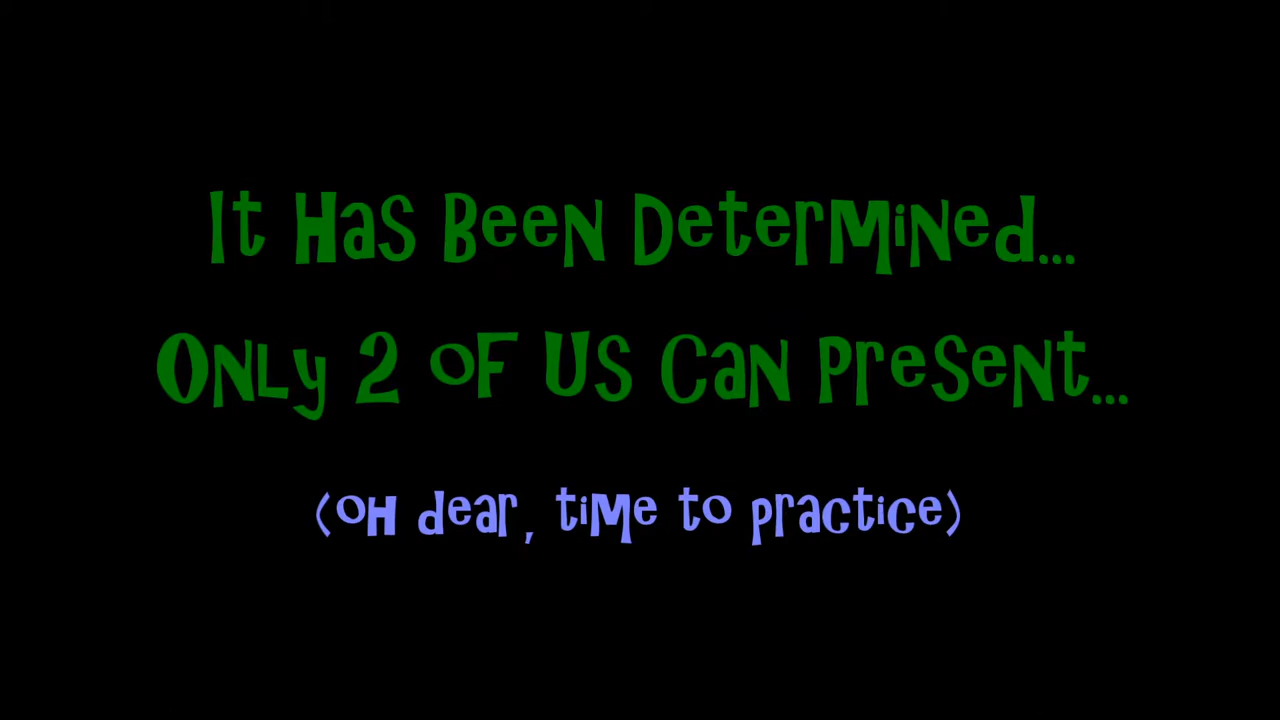 It Has Been Determined...
Only 2 of Us Can Present...
(oh dear, time to practice)